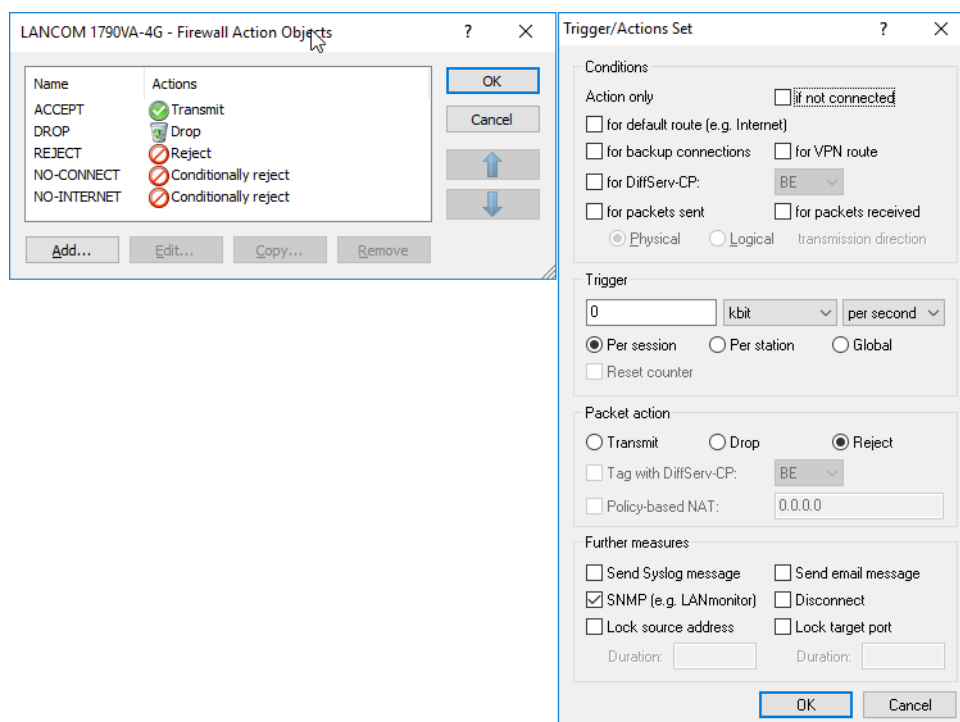 LANCOM 1790VA-4G - Firewall Action Objects ?
Name Actions
ACCEPT Transmit
DROP Drop
REJECT Reject
NO-CONNECT Conditionally reject
NO-INTERNET Conditionally reject
OK
Cancel
Add... Edit... Copy... Remove
Trigger/Actions Set ?
Conditions
Action only if not connected
for default route (e.g. Internet)
for backup connections for VPN route
for DiffServ-CP: BE
for packets sent for packets received
Physical Logical transmission direction
Trigger
0 kbit per second
Per session Per station Global
Reset counter
Packet action
Transmit Drop Reject
Tag with DiffServ-CP: BE
Policy-based NAT: 0.0.0.0
Further measures
Send Syslog message Send email message
SNMP (e.g. LANmonitor) Disconnect
Lock source address Lock target port
Duration: Duration:
OK Cancel